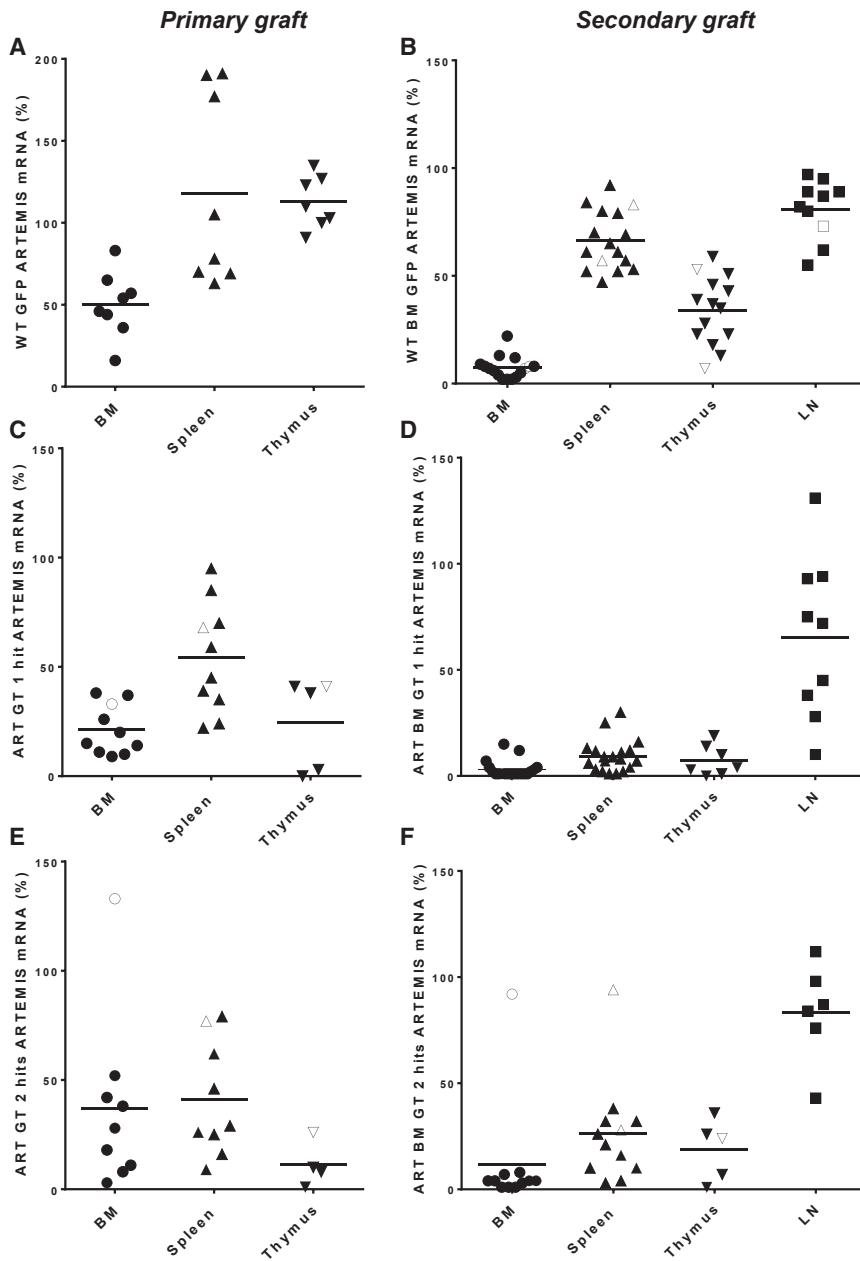 Primary graft
Secondary graft
A
WT GFP ARTEMIS mRNA (%)
200
150
100
50
0
BM
Spleen
Thymus
B
WT BM GFP ARTEMIS mRNA (%)
150
100
50
0
BM
Spleen
Thymus
LN
C
ART GT 1 hit ARTEMIS mRNA (%)
150
100
50
0
BM
Spleen
Thymus
D
ART BM GT 1 hit ARTEMIS mRNA (%)
150
100
50
0
BM
Spleen
Thymus
LN
E
ART GT 2 hits ARTEMIS mRNA (%)
150
100
50
0
BM
Spleen
Thymus
F
ART BM GT 2 hits ARTEMIS mRNA (%)
150
100
50
0
BM
Spleen
Thymus
LN